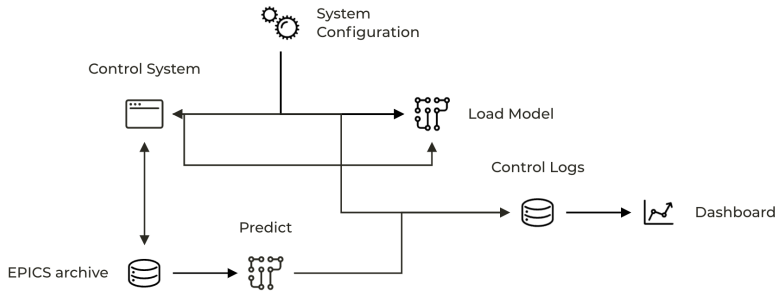 System
Configuration
Control System
Load Model
Control Logs
Dashboard
Predict
EPICS archive